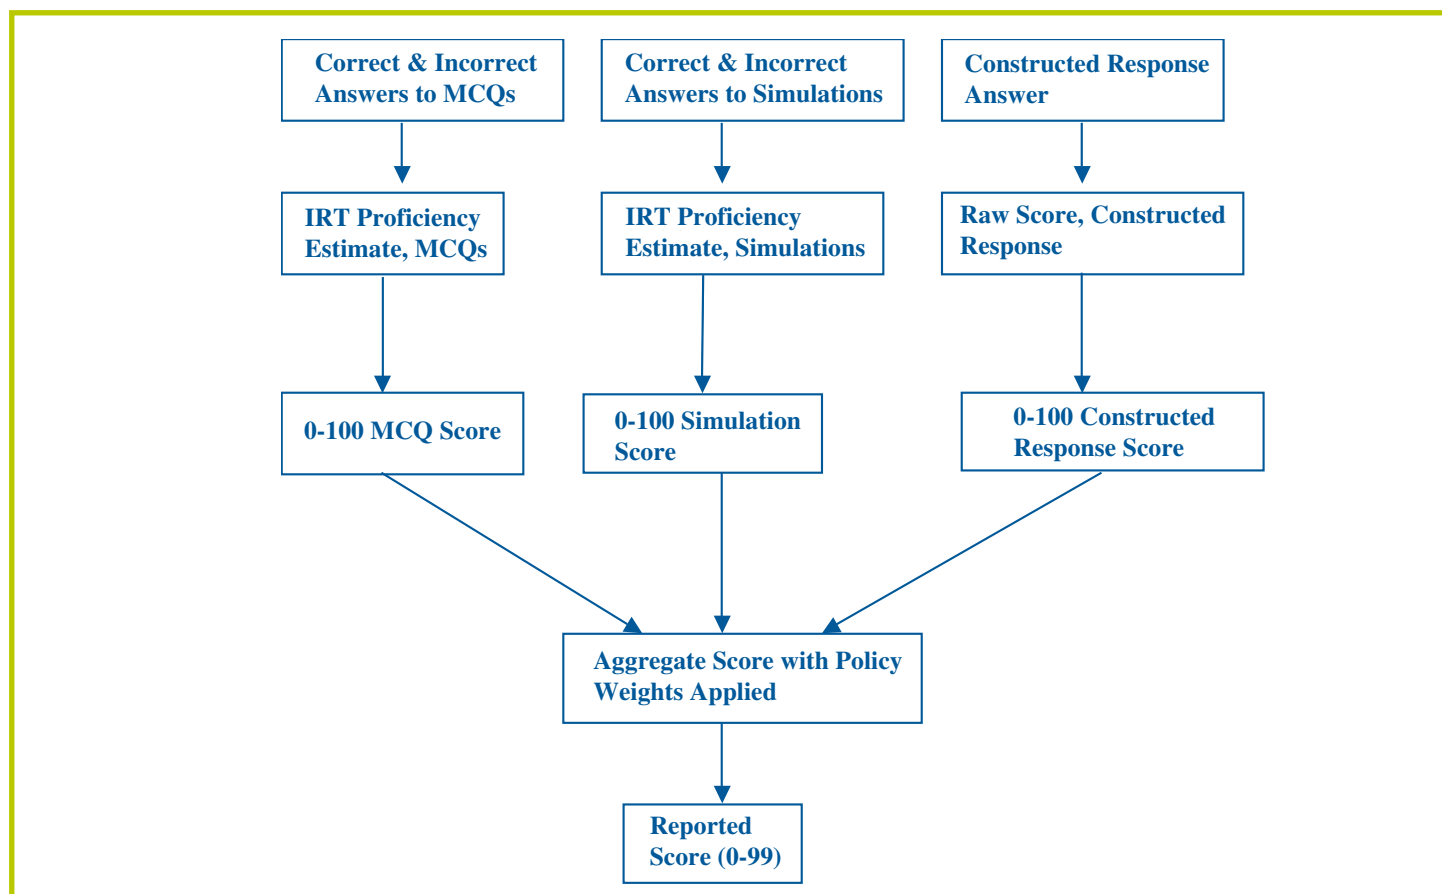 Correct & Incorrect
Answers to MCQs
Correct & Incorrect
Answers to Simulations
Constructed Response
Answer
IRT Proficiency
Estimate, MCQs
IRT Proficiency
Estimate, Simulations
Raw Score, Constructed
Response
0-100 MCQ Score
0-100 Simulation
Score
0-100 Constructed
Response Score
Aggregate Score with Policy
Weights Applied
Reported
Score (0-99)